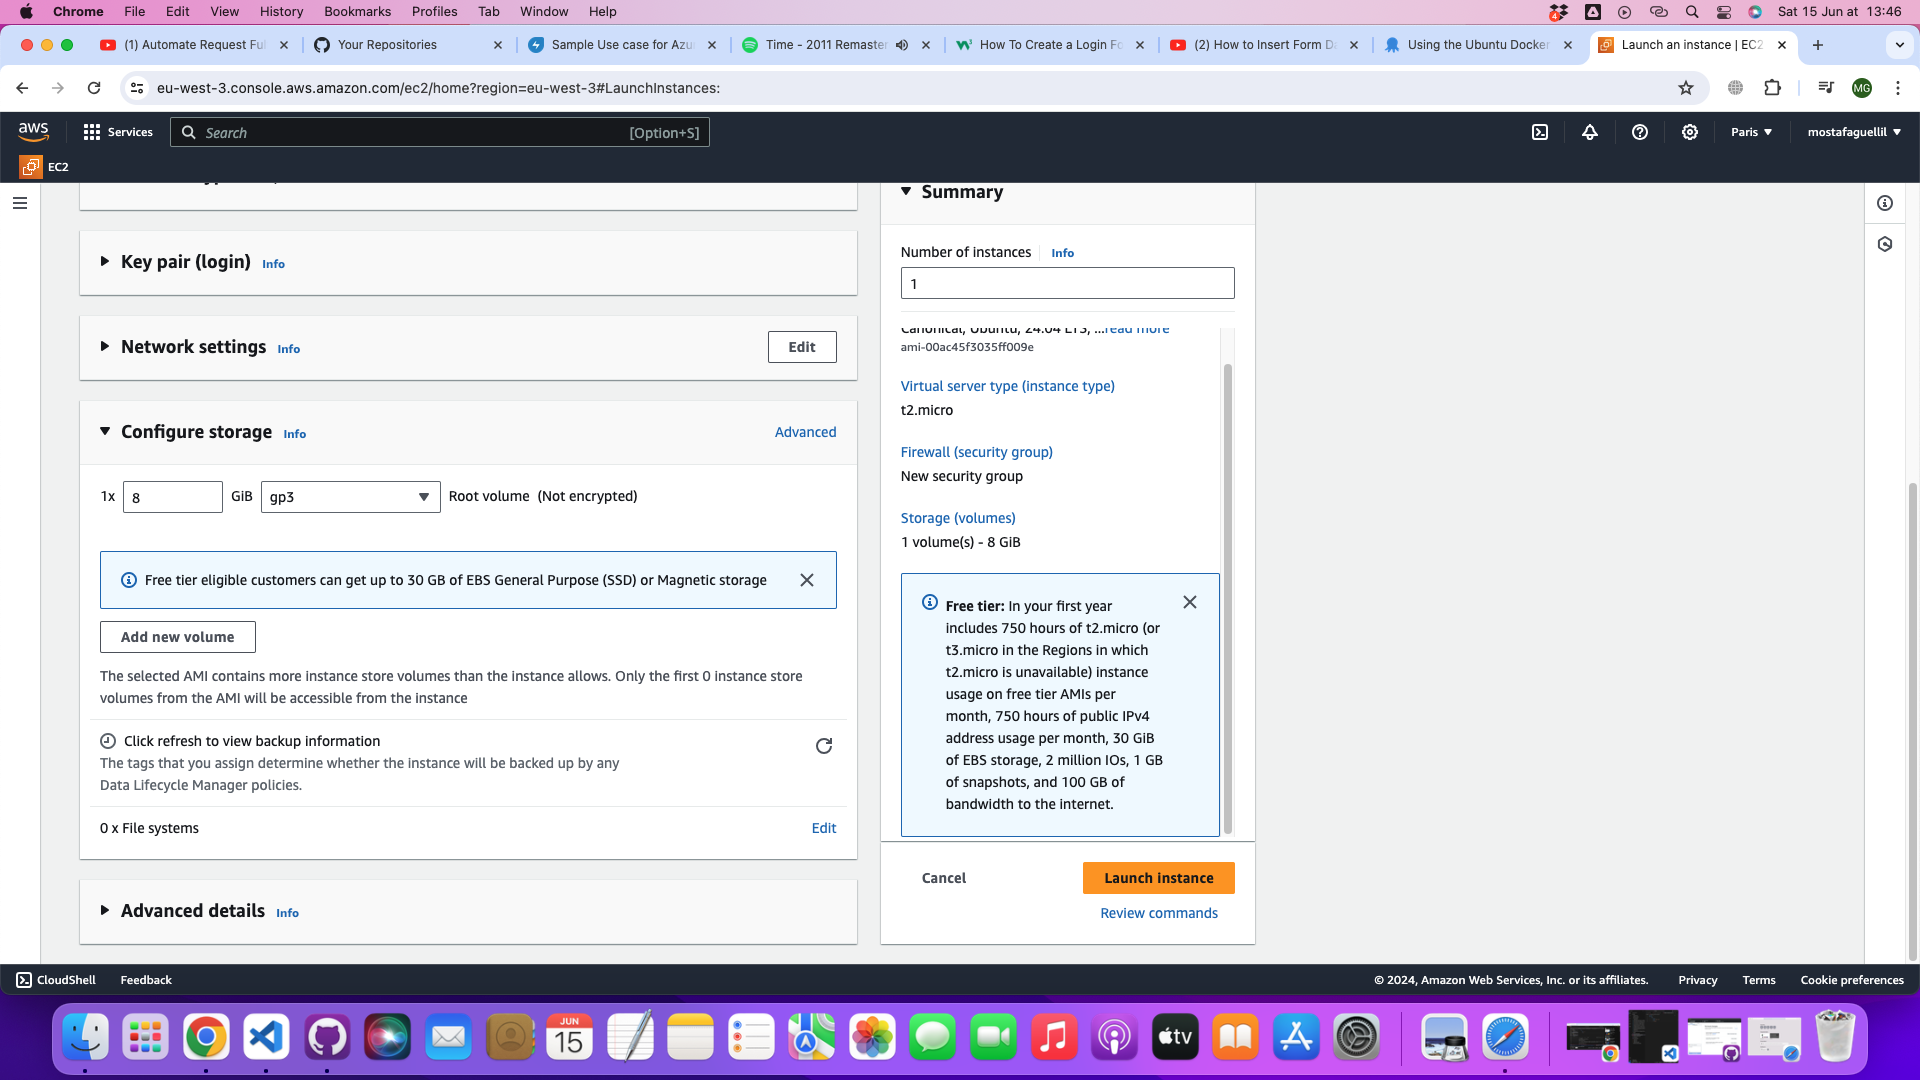 Chrome File Edit View History Bookmarks Profiles Tab Window Help Sat 15 Jun at 13:46
(1) Automate Request Ful Your Repositories Sample Use case for Azu Time - 2011 Remaster How To Create a Login Fo (2) How to Insert Form Da Using the Ubuntu Docker Launch an instance | EC2
eu-west-3.console.aws.amazon.com/ec2/home?region=eu-west-3#LaunchInstances: MG
aws Services Search [Option+S] Paris mostafaguellil
EC2
Key pair (login) Info
Network settings Info
Edit
Configure storage Info
Advanced
1x 8 GiB gp3 Root volume (Not encrypted)
Free tier eligible customers can get up to 30 GB of EBS General Purpose (SSD) or Magnetic storage
Add new volume
The selected AMI contains more instance store volumes than the instance allows. Only the first 0 instance store
volumes from the AMI will be accessible from the instance
Click refresh to view backup information
The tags that you assign determine whether the instance will be backed up by any
Data Lifecycle Manager policies.
0 x File systems
Edit
Advanced details Info
Summary
Number of instances Info
1
Canonical, Ubuntu, 24.04 LTS, ...read more
ami-00ac45f3035ff009e
Virtual server type (instance type)
t2.micro
Firewall (security group)
New security group
Storage (volumes)
1 volume(s) - 8 GiB
Free tier: In your first year
includes 750 hours of t2.micro (or
t3.micro in the Regions in which
t2.micro is unavailable) instance
usage on free tier AMIs per
month, 750 hours of public IPv4
address usage per month, 30 GiB
of EBS storage, 2 million IOs, 1 GB
of snapshots, and 100 GB of
bandwidth to the internet.
Cancel
Launch instance
Review commands
CloudShell Feedback © 2024, Amazon Web Services, Inc. or its affiliates. Privacy Terms Cookie preferences
JUN
15
tv